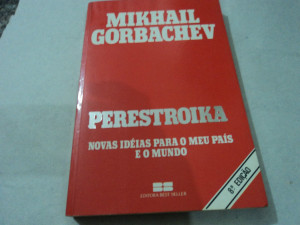 MIKHAIL
GORBACHEV
PERESTROIKA
NOVAS IDÉIAS PARA O MEU PAÍS
E O MUNDO
8ª EDIÇÃO
EDITORA BEST SELLER